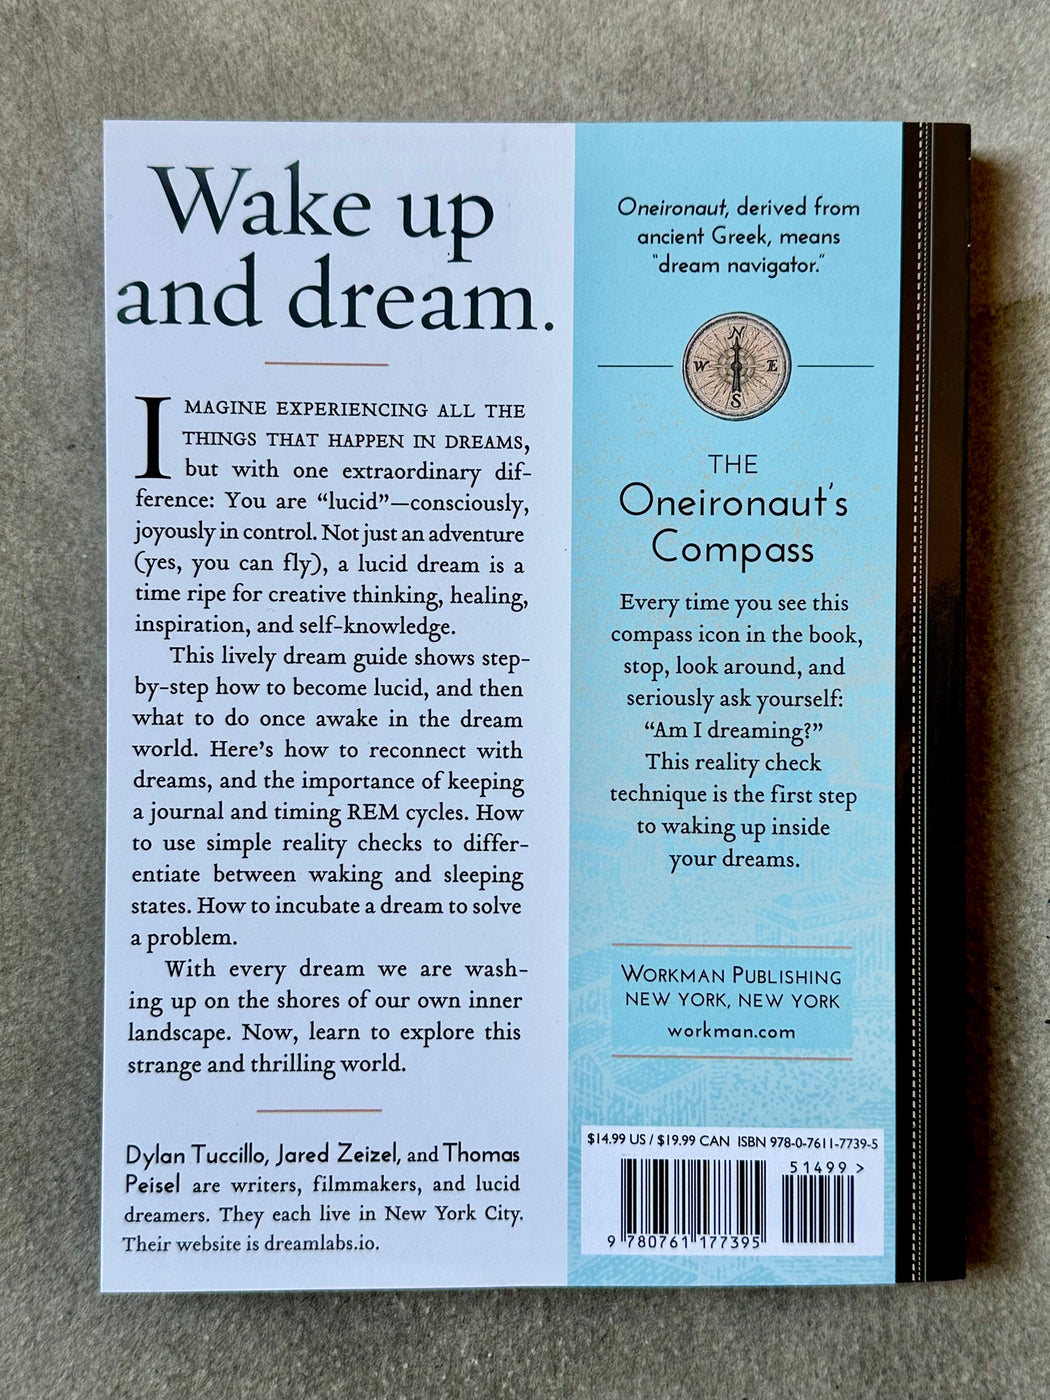 Wake up
and dream.
IMAGINE EXPERIENCING ALL THE
THINGS THAT HAPPEN IN DREAMS,
but with one extraordinary dif-
ference: You are “lucid”—consciously,
joyously in control. Not just an adventure
(yes, you can fly), a lucid dream is a
time ripe for creative thinking, healing,
inspiration, and self-knowledge.
This lively dream guide shows step-
by-step how to become lucid, and then
what to do once awake in the dream
world. Here’s how to reconnect with
dreams, and the importance of keeping
a journal and timing REM cycles. How
to use simple reality checks to differ-
entiate between waking and sleeping
states. How to incubate a dream to solve
a problem.
With every dream we are wash-
ing up on the shores of our own inner
landscape. Now, learn to explore this
strange and thrilling world.
Dylan Tuccillo, Jared Zeizel, and Thomas
Peisel are writers, filmmakers, and lucid
dreamers. They each live in New York City.
Their website is dreamlabs.io.
Oneironaut, derived from
ancient Greek, means
“dream navigator.”
N
W E
S
THE
Oneironaut’s
Compass
Every time you see this
compass icon in the book,
stop, look around, and
seriously ask yourself:
“Am I dreaming?”
This reality check
technique is the first step
to waking up inside
your dreams.
WORKMAN PUBLISHING
NEW YORK, NEW YORK
workman.com
$14.99 US / $19.99 CAN ISBN 978-0-7611-7739-5
51499 >
9 780761 177395